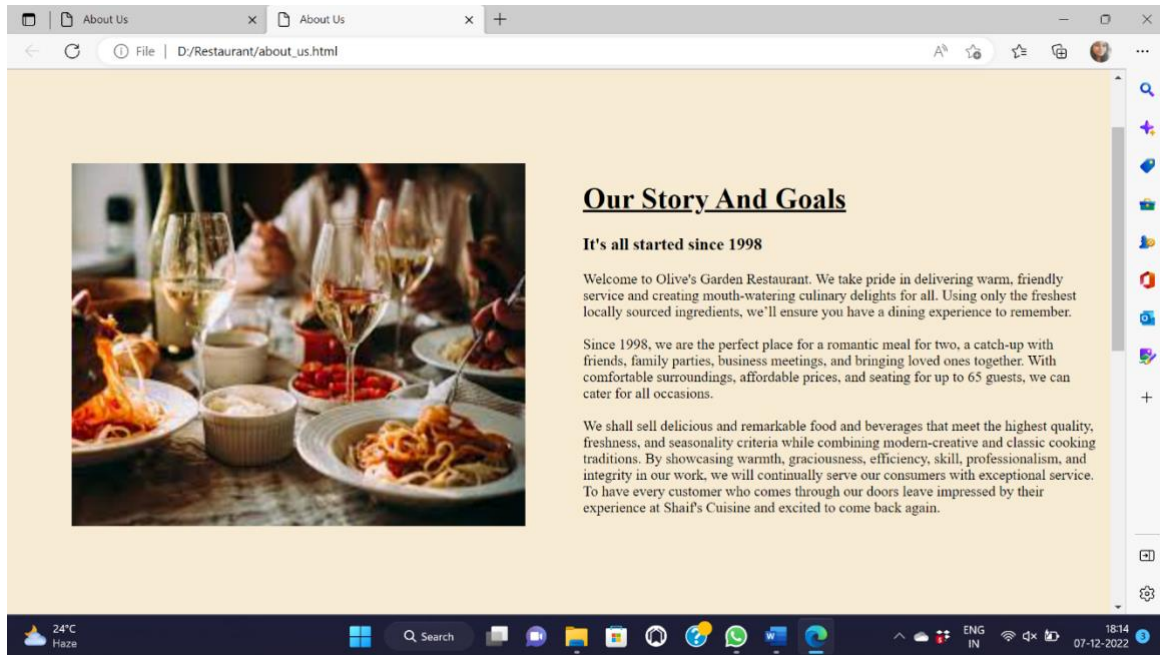 About Us
About Us
File | D:/Restaurant/about_us.html
Our Story And Goals
It's all started since 1998
Welcome to Olive's Garden Restaurant. We take pride in delivering warm, friendly
service and creating mouth-watering culinary delights for all. Using only the freshest
locally sourced ingredients, we’ll ensure you have a dining experience to remember.
Since 1998, we are the perfect place for a romantic meal for two, a catch-up with
friends, family parties, business meetings, and bringing loved ones together. With
comfortable surroundings, affordable prices, and seating for up to 65 guests, we can
cater for all occasions.
We shall sell delicious and remarkable food and beverages that meet the highest quality,
freshness, and seasonality criteria while combining modern-creative and classic cooking
traditions. By showcasing warmth, graciousness, efficiency, skill, professionalism, and
integrity in our work, we will continually serve our consumers with exceptional service.
To have every customer who comes through our doors leave impressed by their
experience at Shaif's Cuisine and excited to come back again.
24°C
Haze
Search
ENG
IN
18:14
07-12-2022
3